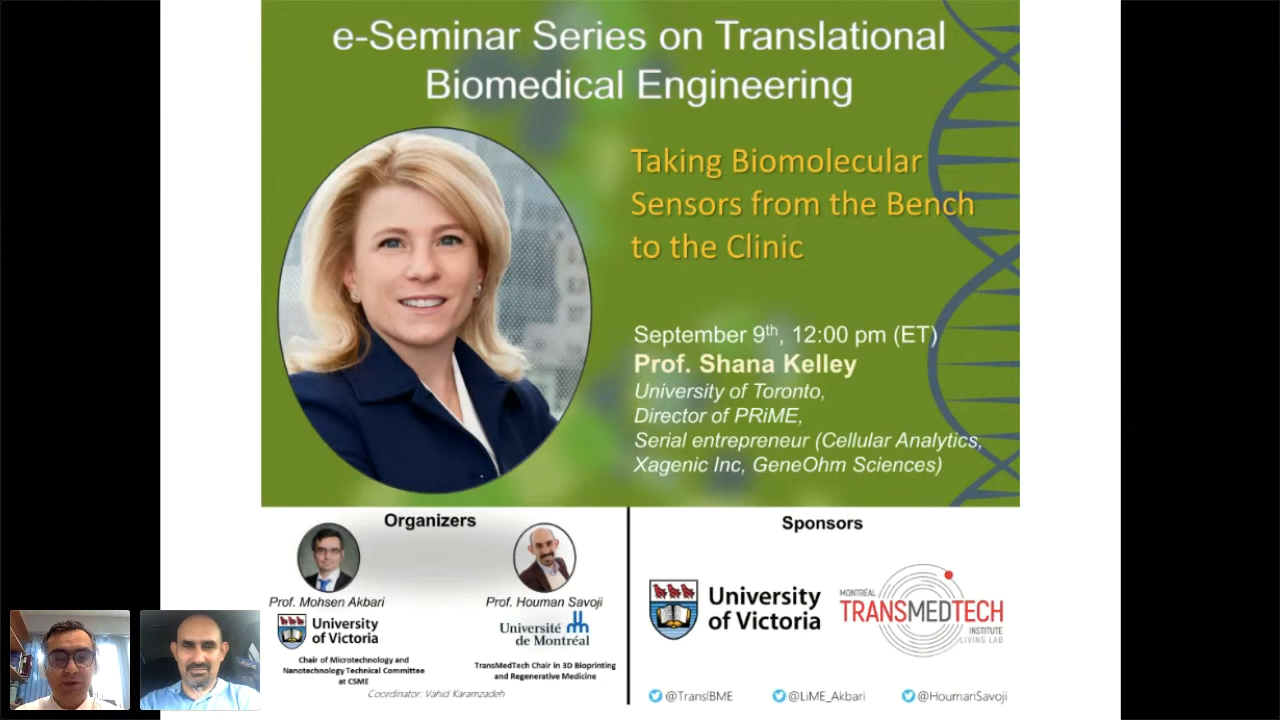 e-Seminar Series on Translational
Biomedical Engineering
Taking Biomolecular
Sensors from the Bench
to the Clinic
September 9th, 12:00 pm (ET)
Prof. Shana Kelley
University of Toronto,
Director of PRiME,
Serial entrepreneur (Cellular Analytics,
Xagenic Inc, GeneOhm Sciences)
Organizers
Prof. Mohsen Akbari
University
of Victoria
Chair of Microtechnology and
Nanotechnology Technical Committee
at CSME
Prof. Houman Savoji
Université
de Montréal
TransMedTech Chair in 3D Bioprinting
and Regenerative Medicine
Coordinator: Vahid Karamzadeh
Sponsors
University
of Victoria
MONTRÉAL
TRANSMEDTECH
INSTITUTE
LIVING LAB
@TranslBME
@LiME_Akbari
@HoumanSavoji